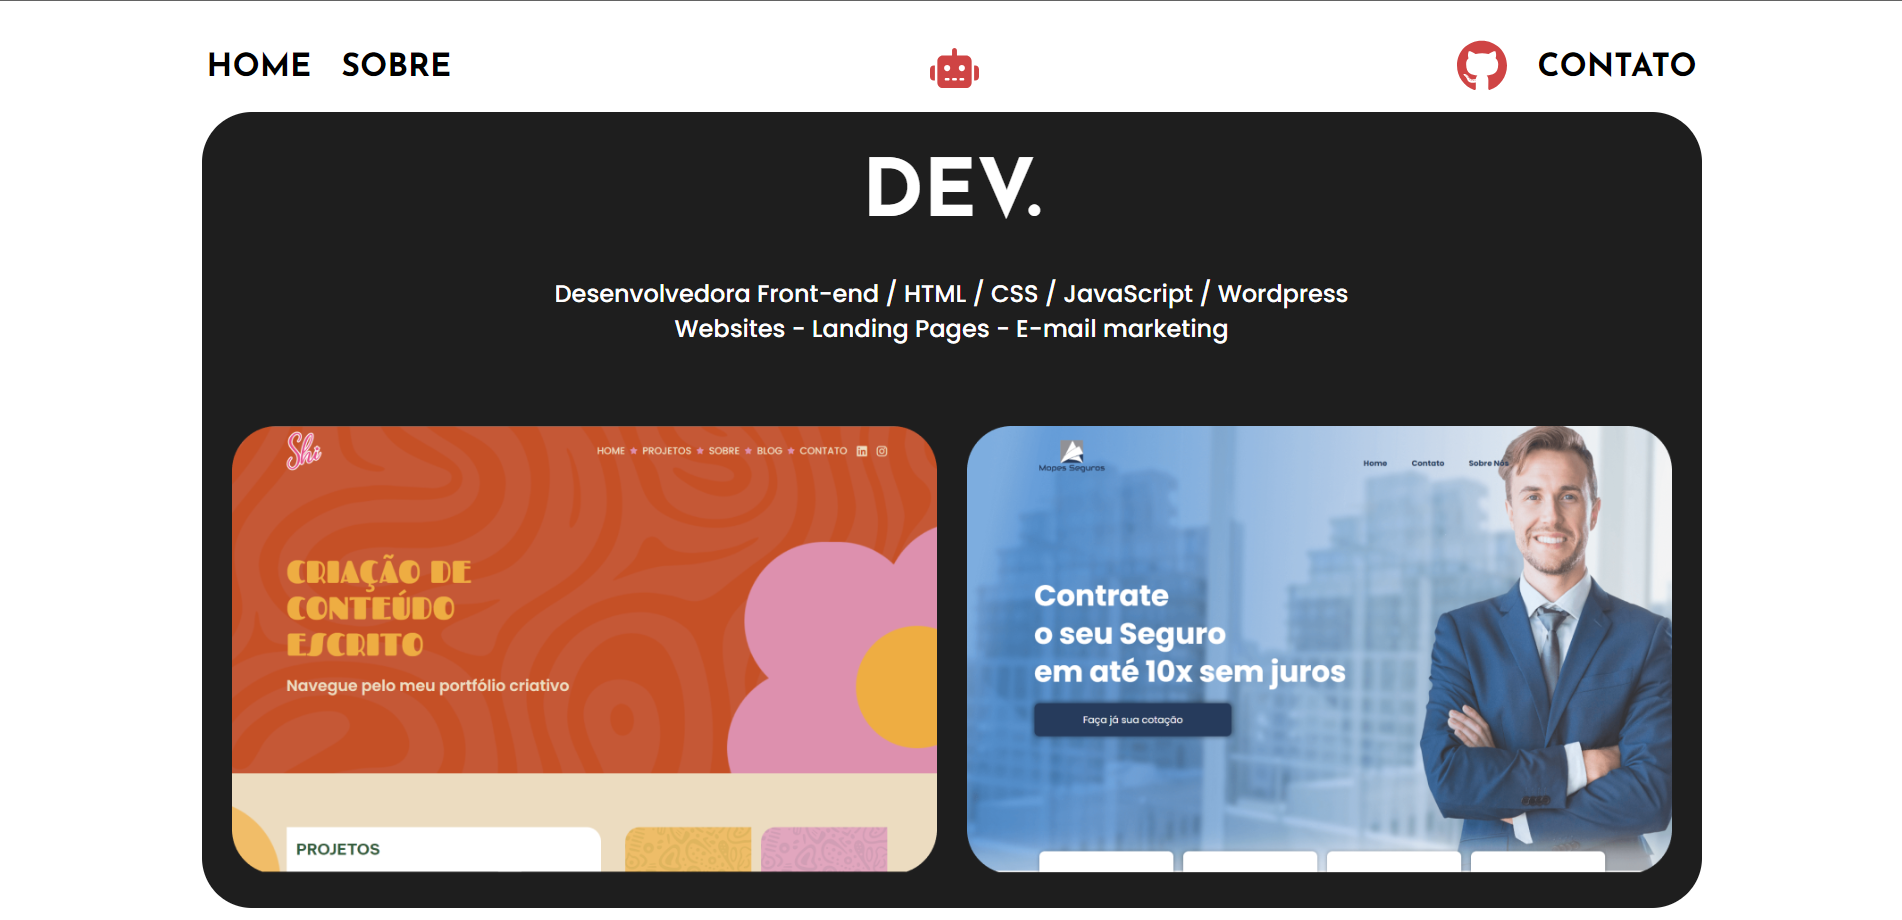 HOME SOBRE CONTATO
DEV.
Desenvolvedora Front-end / HTML / CSS / JavaScript / Wordpress
Websites - Landing Pages - E-mail marketing
Shi
HOME ★ PROJETOS ★ SOBRE ★ BLOG ★ CONTATO
CRIAÇÃO DE
CONTEÚDO
ESCRITO
Navegue pelo meu portfólio criativo
PROJETOS
Mapes Seguros
Home Contato Sobre Nós
Contrate
o seu Seguro
em até 10x sem juros
Faça já sua cotação